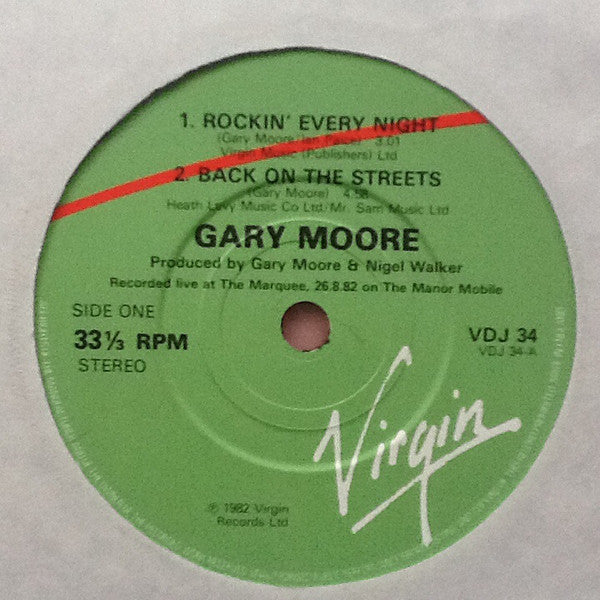 1. ROCKIN' EVERY NIGHT
(Gary Moore/Ian Paice) 3.01
Virgin Music (Publishers) Ltd
2. BACK ON THE STREETS
(Gary Moore) 4.58
Heath Levy Music Co Ltd/Mr. Sam Music Ltd
GARY MOORE
Produced by Gary Moore & Nigel Walker
Recorded live at The Marquee, 26.8.82 on The Manor Mobile
SIDE ONE
33⅓ RPM
STEREO
VDJ 34
VDJ 34-A
Virgin
℗ 1982 Virgin
Records Ltd